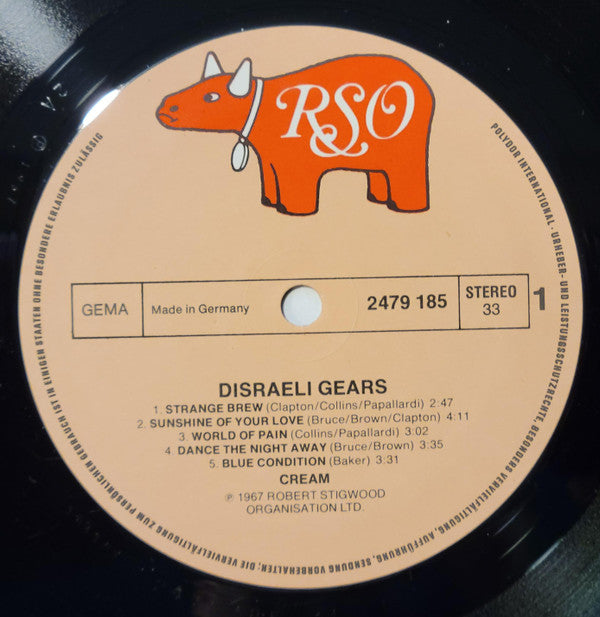 RSO
GEMA
Made in Germany
2479 185
STEREO
33
1
DISRAELI GEARS
1. STRANGE BREW (Clapton/Collins/Papallardi) 2:47
2. SUNSHINE OF YOUR LOVE (Bruce/Brown/Clapton) 4:11
3. WORLD OF PAIN (Collins/Papallardi) 3:02
4. DANCE THE NIGHT AWAY (Bruce/Brown) 3:35
5. BLUE CONDITION (Baker) 3:31
CREAM
℗ 1967 ROBERT STIGWOOD
ORGANISATION LTD.
POLYDOR INTERNATIONAL · URHEBER- UND LEISTUNGSSCHUTZRECHTE, BESONDERS VERVIELFÄLTIGUNG, AUFFÜHRUNG, SENDUNG VORBEHALTEN; DIE VERVIELFÄLTIGUNG ZUM PERSÖNLICHEN GEBRAUCH IST IN EINIGEN STAATEN OHNE BESONDERE ERLAUBNIS ZULÄSSIG